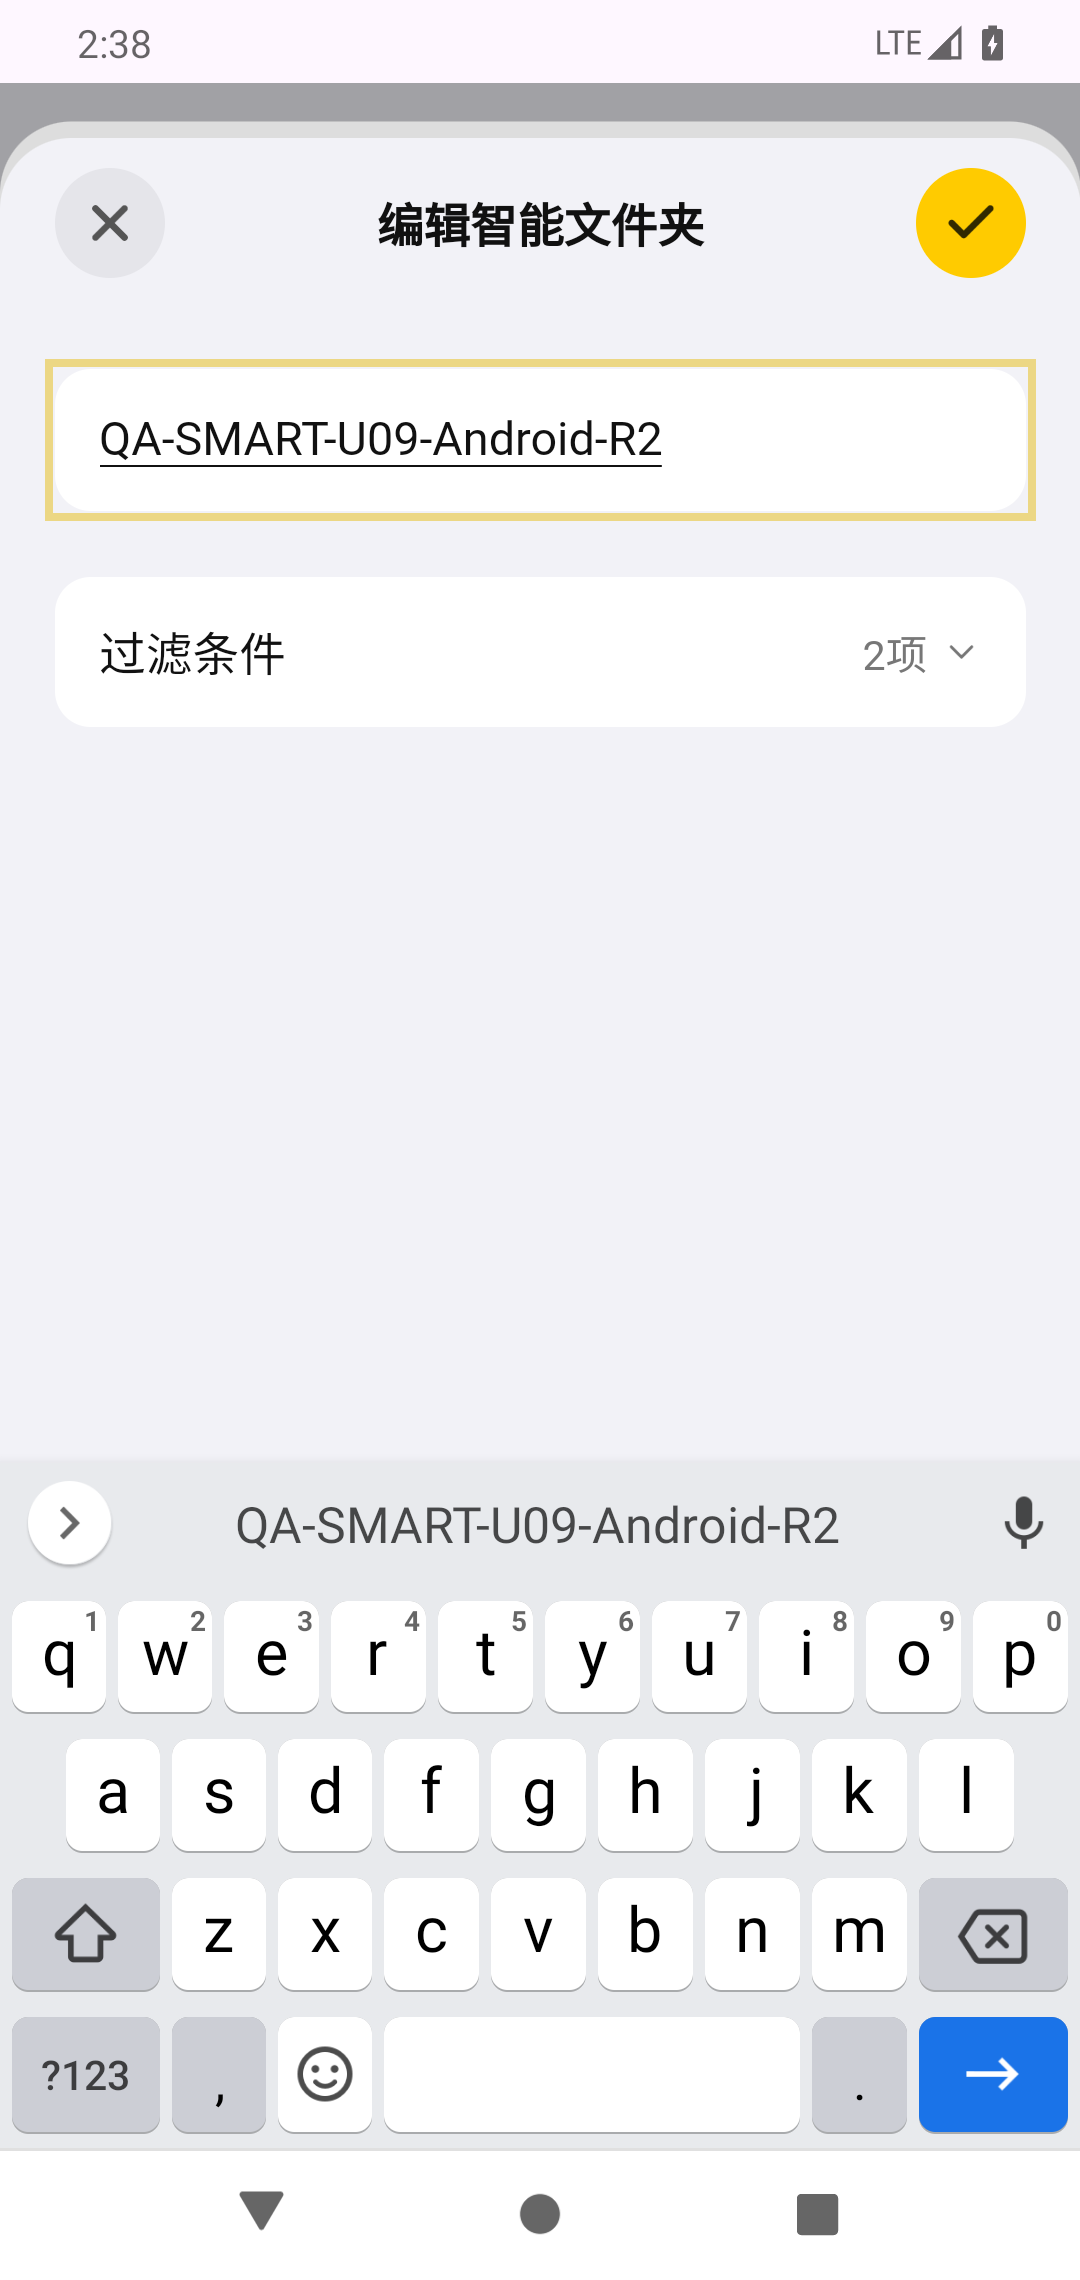 2:38
LTE
编辑智能文件夹
QA-SMART-U09-Android-R2
过滤条件 2项
QA-SMART-U09-Android-R2
1 2 3 4 5 6 7 8 9 0
q w e r t y u i o p
a s d f g h j k l
z x c v b n m
?123 , .